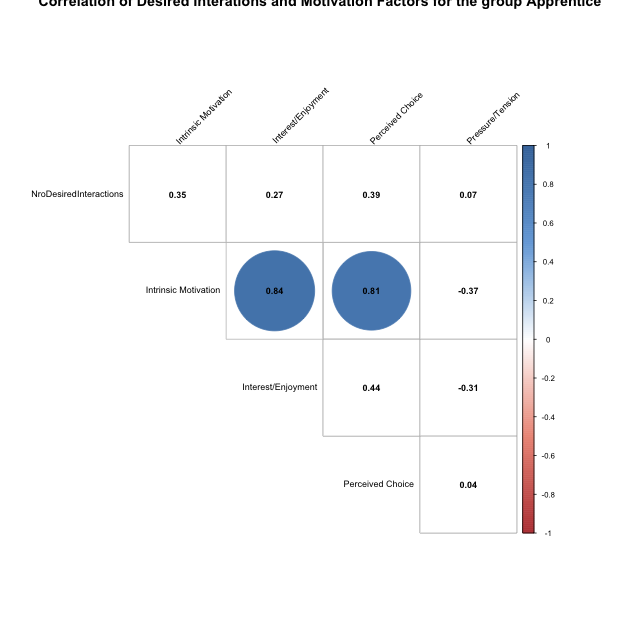 Correlation of Desired Interations and Motivation Factors for the group Apprentice
Intrinsic Motivation
Interest/Enjoyment
Perceived Choice
Pressure/Tension
NroDesiredInteractions
0.35
0.27
0.39
0.07
Intrinsic Motivation
0.84
0.81
-0.37
Interest/Enjoyment
0.44
-0.31
Perceived Choice
0.04
1
0.8
0.6
0.4
0.2
0
-0.2
-0.4
-0.6
-0.8
-1